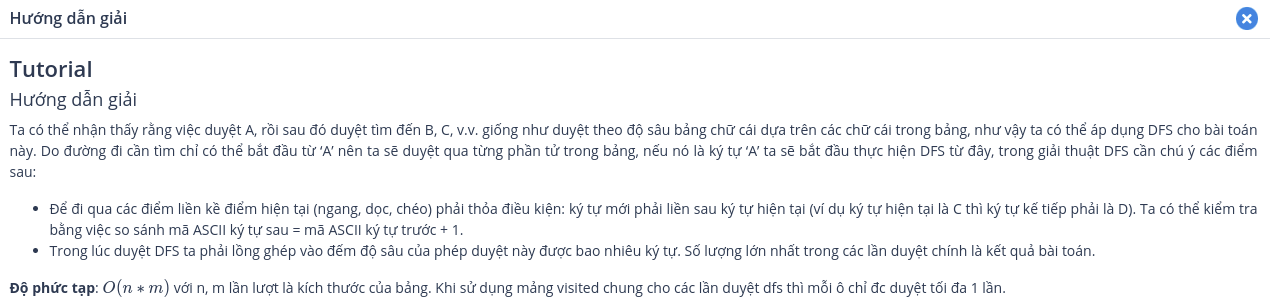 Hướng dẫn giải
Tutorial
Hướng dẫn giải
Ta có thể nhận thấy rằng việc duyệt A, rồi sau đó duyệt tìm đến B, C, v.v. giống như duyệt theo độ sâu bảng chữ cái dựa trên các chữ cái trong bảng, như vậy ta có thể áp dụng DFS cho bài toán
này. Do đường đi cần tìm chỉ có thể bắt đầu từ ‘A’ nên ta sẽ duyệt qua từng phần tử trong bảng, nếu nó là ký tự ‘A’ ta sẽ bắt đầu thực hiện DFS từ đây, trong giải thuật DFS cần chú ý các điểm
sau:
• Để đi qua các điểm liền kề điểm hiện tại (ngang, dọc, chéo) phải thỏa điều kiện: ký tự mới phải liền sau ký tự hiện tại (ví dụ ký tự hiện tại là C thì ký tự kế tiếp phải là D). Ta có thể kiểm tra
bằng việc so sánh mã ASCII ký tự sau = mã ASCII ký tự trước + 1.
• Trong lúc duyệt DFS ta phải lồng ghép vào đếm độ sâu của phép duyệt này được bao nhiêu ký tự. Số lượng lớn nhất trong các lần duyệt chính là kết quả bài toán.
Độ phức tạp: O(n ∗ m) với n, m lần lượt là kích thước của bảng. Khi sử dụng mảng visited chung cho các lần duyệt dfs thì mỗi ô chỉ đc duyệt tối đa 1 lần.